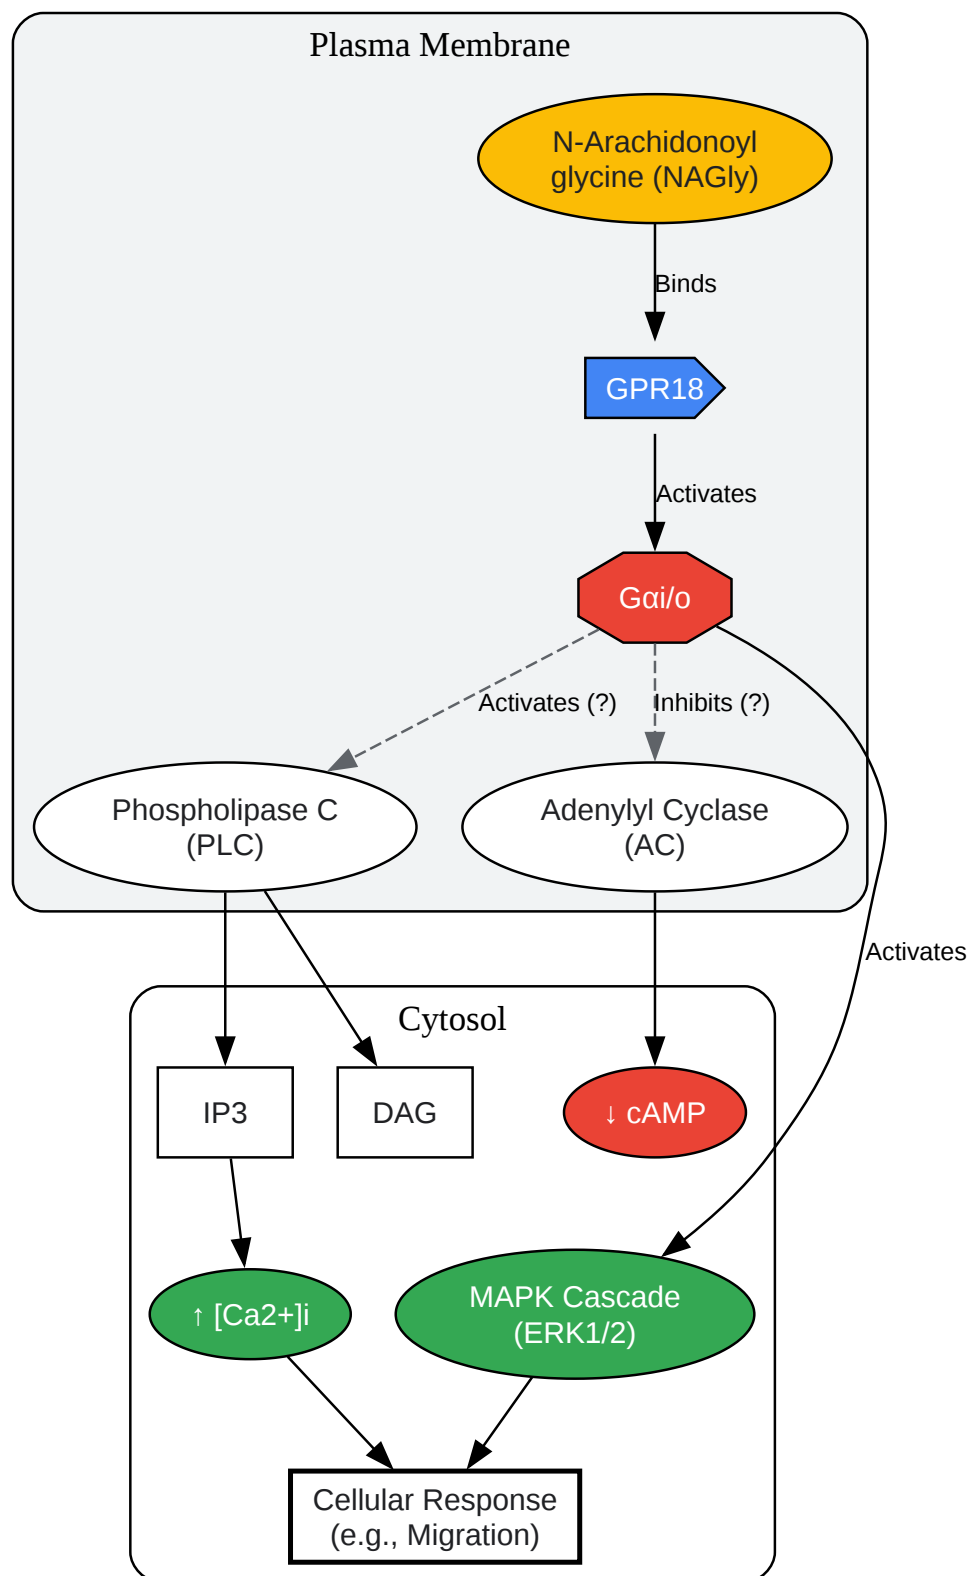 Plasma Membrane
N-Arachidonoyl
glycine (NAGly)
Binds
GPR18
Activates
Gαi/o
Activates (?)
Inhibits (?)
Phospholipase C
(PLC)
Adenylyl Cyclase
(AC)
Activates
Cytosol
IP3
DAG
↓ cAMP
↑ [Ca2+]i
MAPK Cascade
(ERK1/2)
Cellular Response
(e.g., Migration)